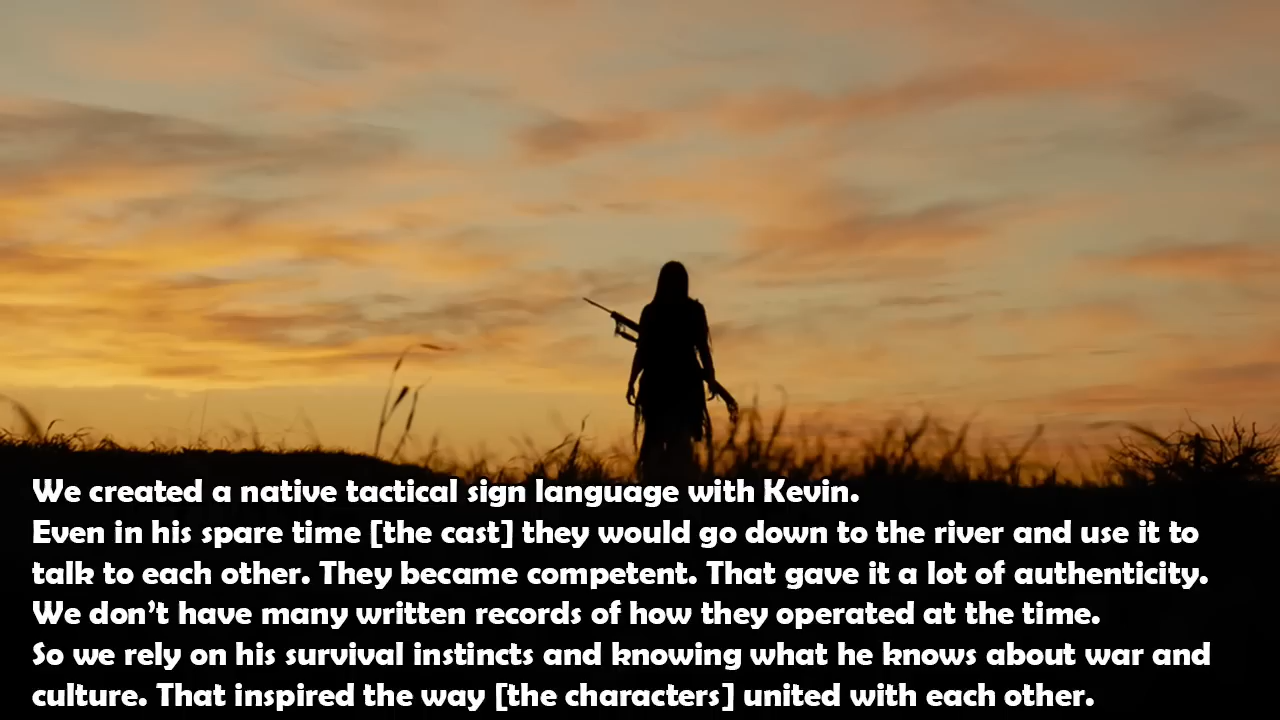 We created a native tactical sign language with Kevin.
Even in his spare time [the cast] they would go down to the river and use it to
talk to each other. They became competent. That gave it a lot of authenticity.
We don’t have many written records of how they operated at the time.
So we rely on his survival instincts and knowing what he knows about war and
culture. That inspired the way [the characters] united with each other.